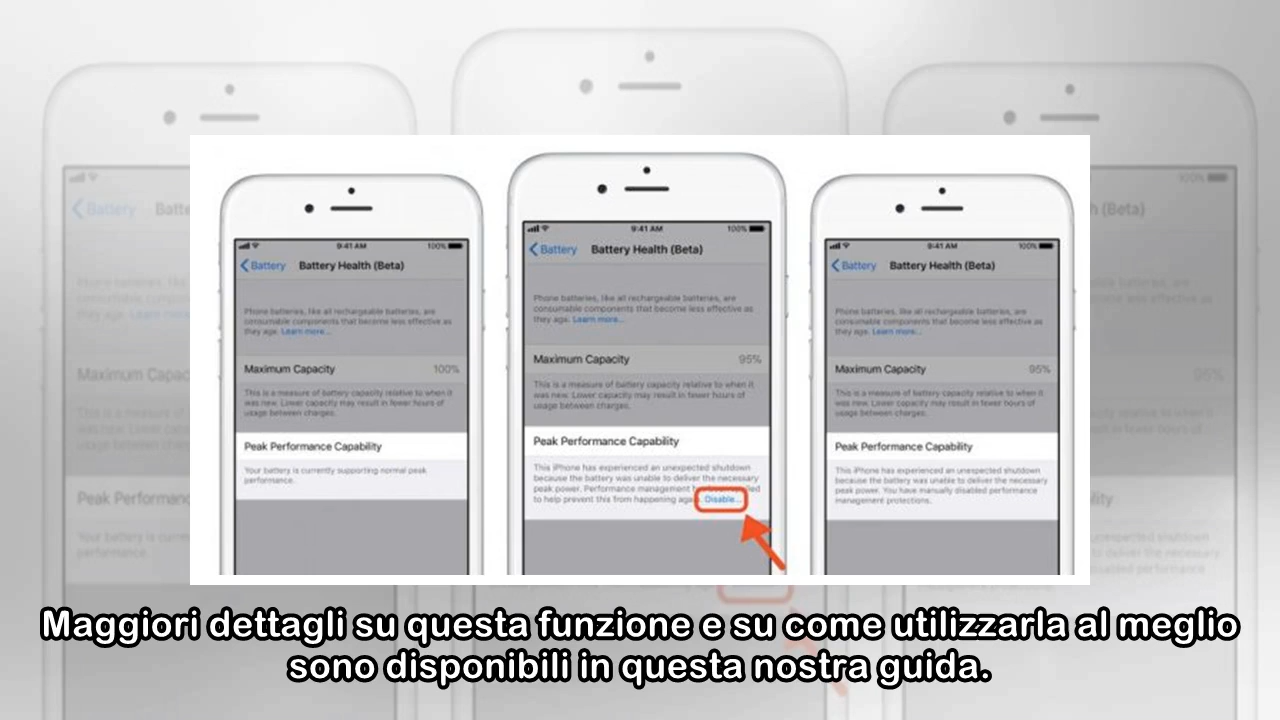 9:41 AM 100%
Battery Battery Health (Beta)
Phone batteries, like all rechargeable batteries, are
consumable components that become less effective as
they age. Learn more...
Maximum Capacity 100%
This is a measure of battery capacity relative to when it
was new. Lower capacity may result in fewer hours of
usage between charges.
Peak Performance Capability
Your battery is currently supporting normal peak
performance.
9:41 AM 100%
Battery Battery Health (Beta)
Phone batteries, like all rechargeable batteries, are
consumable components that become less effective as
they age. Learn more...
Maximum Capacity 95%
This is a measure of battery capacity relative to when it
was new. Lower capacity may result in fewer hours of
usage between charges.
Peak Performance Capability
This iPhone has experienced an unexpected shutdown
because the battery was unable to deliver the necessary
peak power. Performance management
to help prevent this from happening Disable...
9:41 AM 100%
Battery Battery Health (Beta)
Phone batteries, like all rechargeable batteries, are
consumable components that become less effective as
they age. Learn more...
Maximum Capacity 95%
This is a measure of battery capacity relative to when it
was new. Lower capacity may result in fewer hours of
usage between charges.
Peak Performance Capability
This iPhone has experienced an unexpected shutdown
because the battery was unable to deliver the necessary
peak power. You have manually disabled performance
management protections.
Maggiori dettagli su questa funzione e su come utilizzarla al meglio
sono disponibili in questa nostra guida.